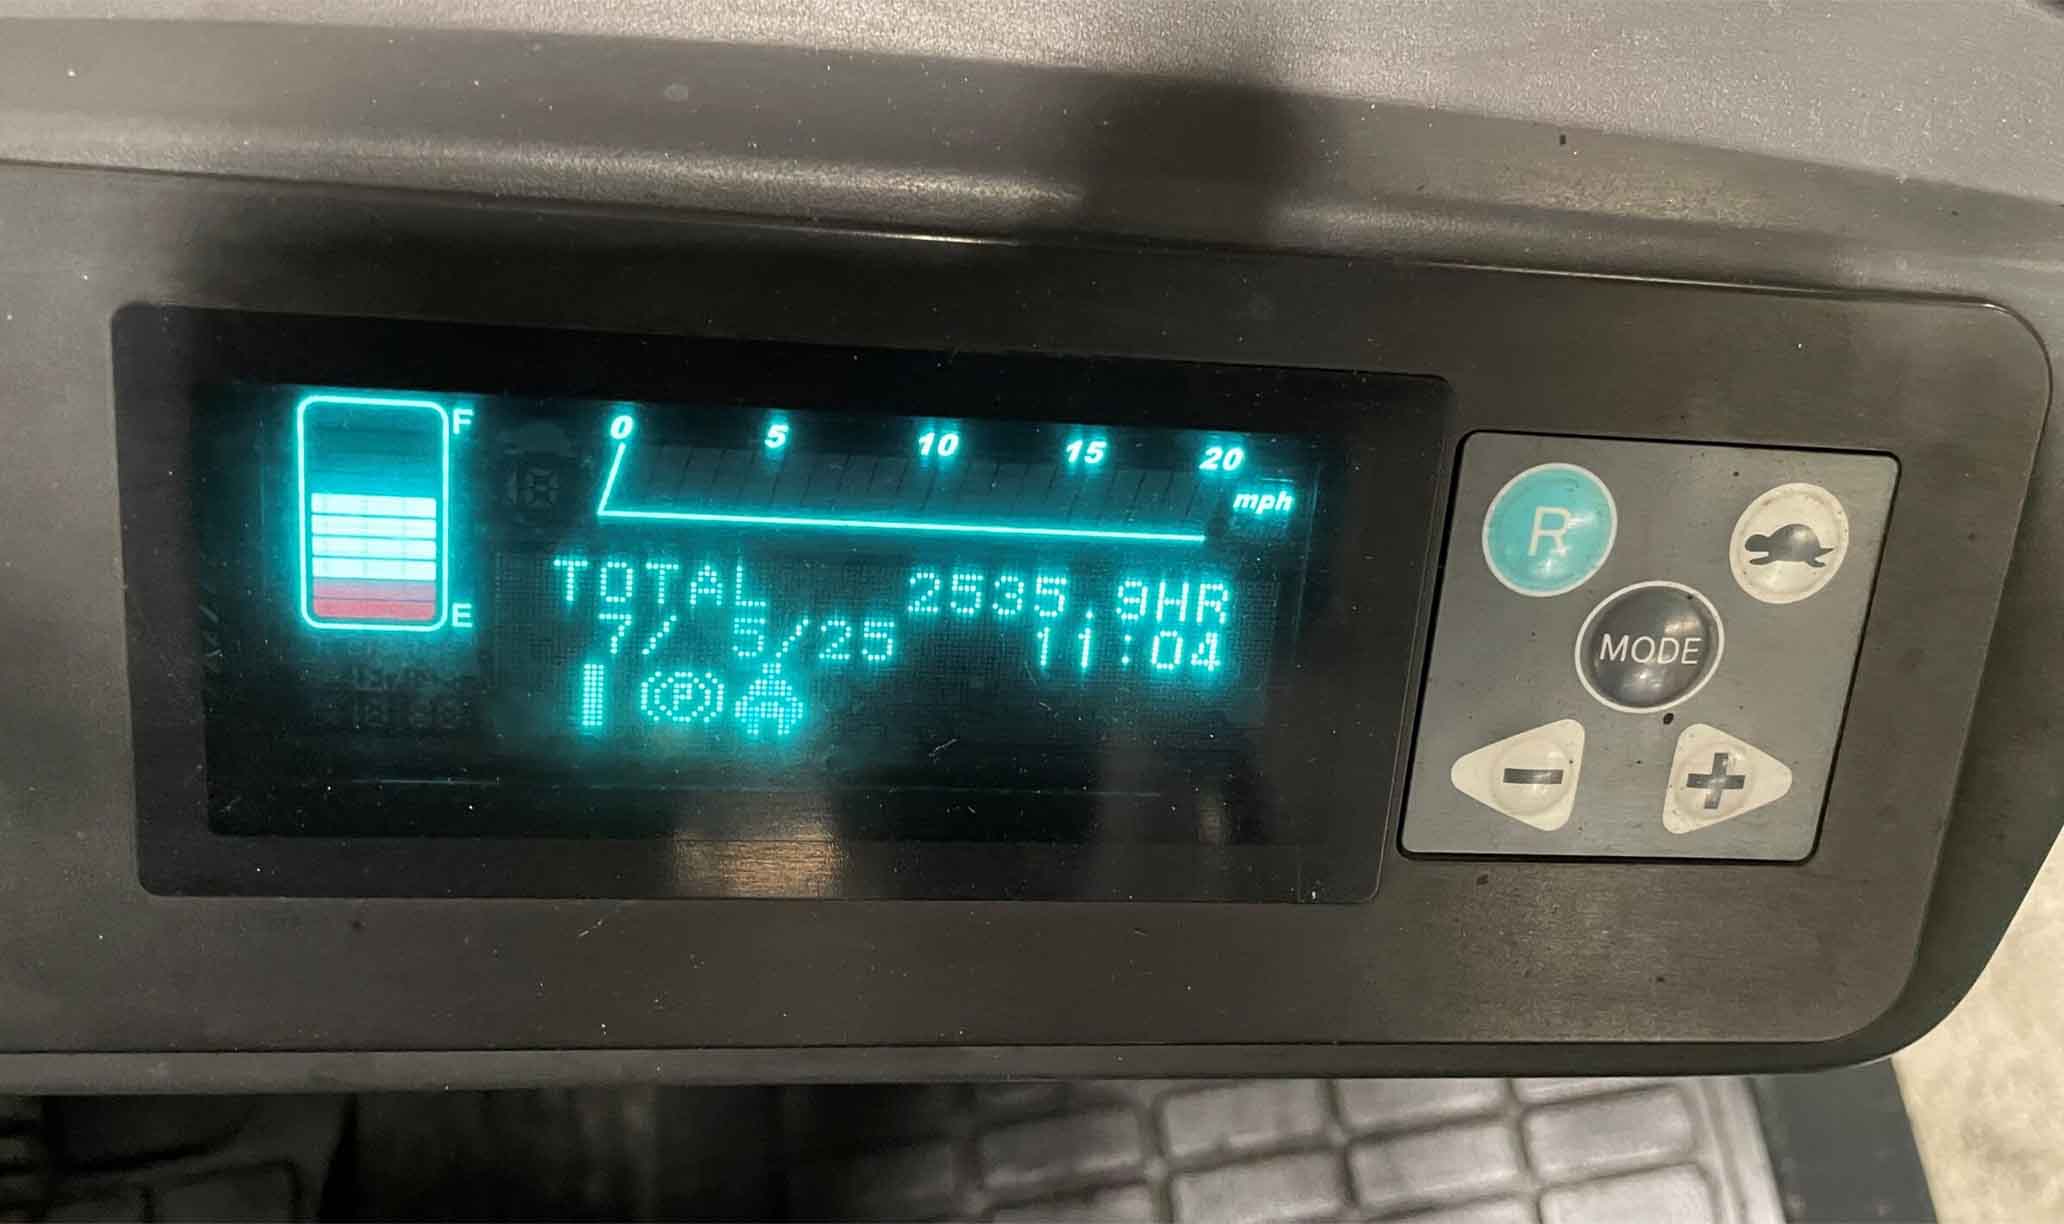 F
0 5 10 15 20
mph
E
TOTAL 2535.9HR
7/ 5/25 11:04
P
R
MODE
- +